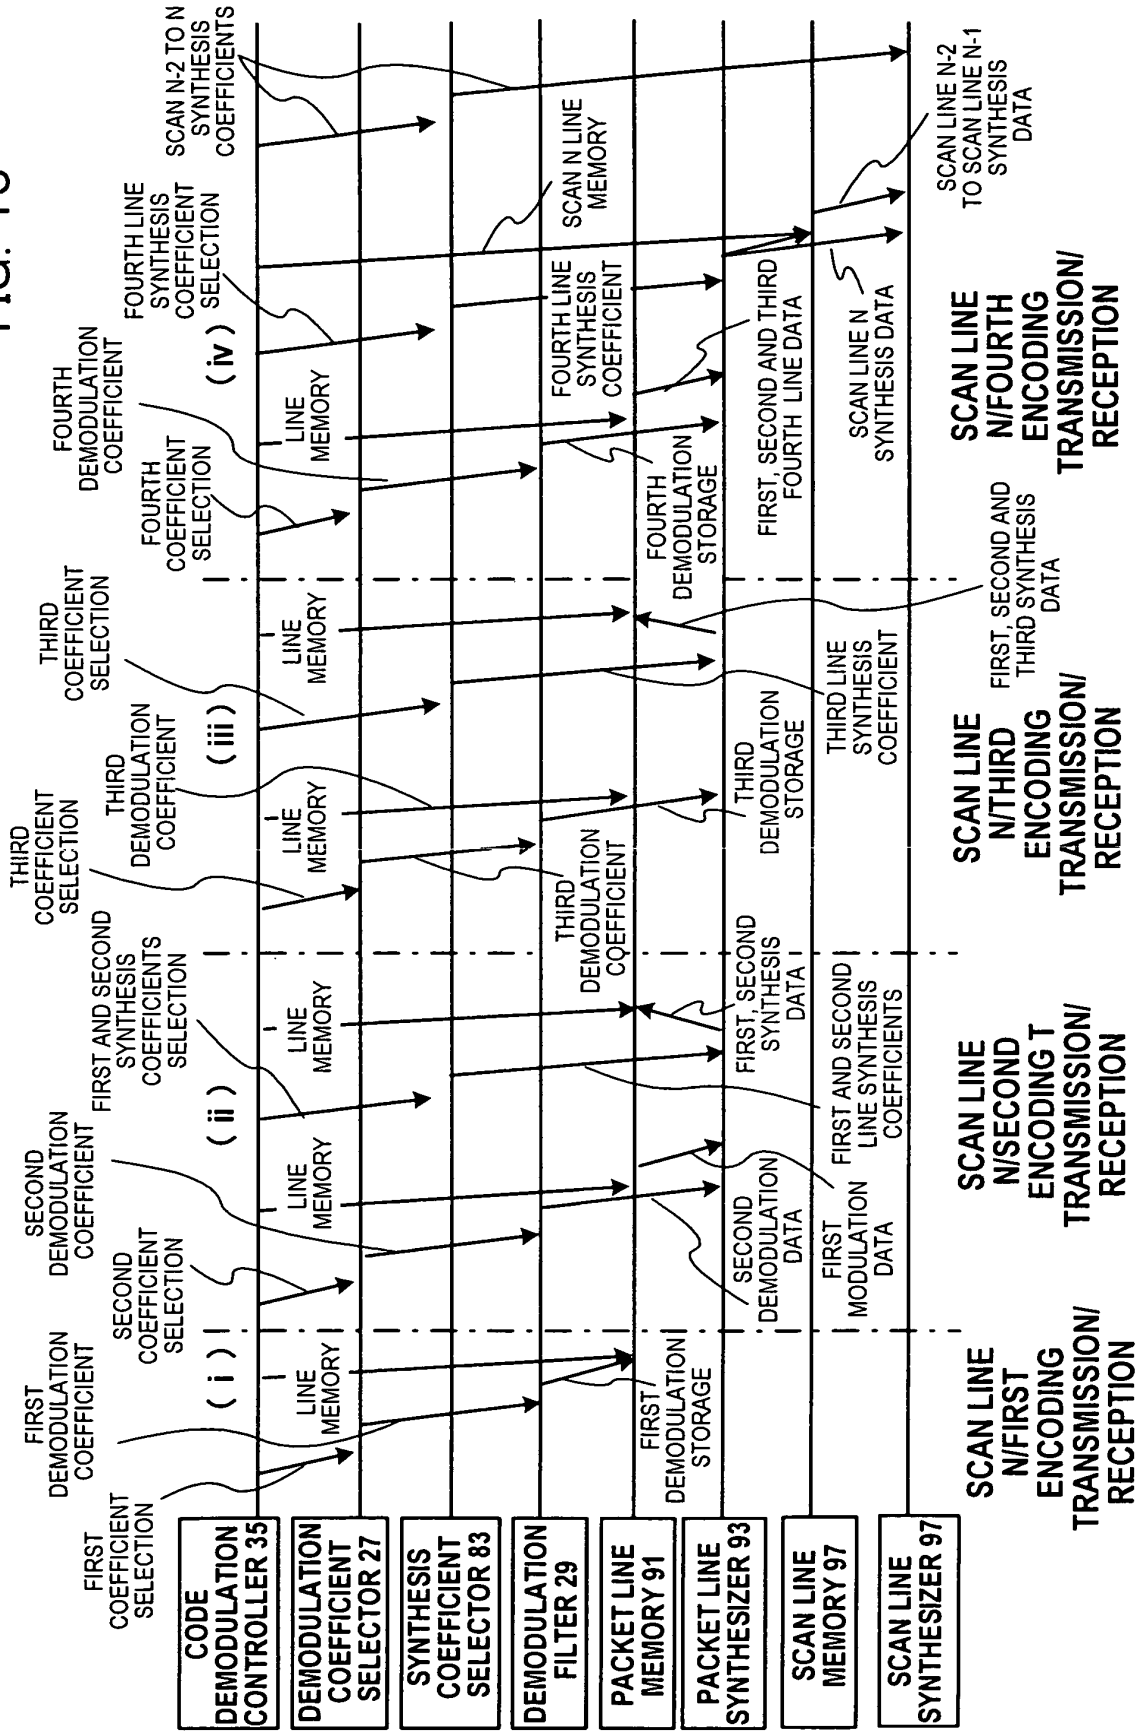 FIG.
CODE
DEMODULATION
CONTROLLER 35
DEMODULATION
COEFFICIENT
SELECTOR 27
SYNTHESIS
COEFFICIENT
SELECTOR 83
DEMODULATION
FILTER 29
PACKET LINE
MEMORY 91
PACKET LINE
SYNTHESIZER 93
SCAN LINE
MEMORY 97
SCAN LINE
SYNTHESIZER 97
FIRST
COEFFICIENT
SELECTION
FIRST
DEMODULATION
COEFFICIENT
( i )
LINE
MEMORY
FIRST
DEMODULATION
STORAGE
SCAN LINE
N/FIRST
ENCODING
TRANSMISSION/
RECEPTION
SECOND
COEFFICIENT
SELECTION
SECOND
DEMODULATION
COEFFICIENT
( ii )
LINE
MEMORY
FIRST AND SECOND
SYNTHESIS
COEFFICIENTS
SELECTION
LINE
MEMORY
SECOND
DEMODULATION
DATA
FIRST
MODULATION
DATA
FIRST, SECOND
SYNTHESIS
DATA
FIRST AND SECOND
LINE SYNTHESIS
COEFFICIENTS
SCAN LINE
N/SECOND
ENCODING T
TRANSMISSION/
RECEPTION
THIRD
COEFFICIENT
SELECTION
THIRD
DEMODULATION
COEFFICIENT
( iii )
LINE
MEMORY
THIRD
COEFFICIENT
SELECTION
LINE
MEMORY
THIRD
DEMODULATION
COEFFICIENT
THIRD
DEMODULATION
STORAGE
THIRD LINE
SYNTHESIS
COEFFICIENT
FIRST, SECOND AND
THIRD SYNTHESIS
DATA
SCAN LINE
N/THIRD
ENCODING
TRANSMISSION/
RECEPTION
FOURTH
COEFFICIENT
SELECTION
FOURTH
DEMODULATION
COEFFICIENT
( iv )
LINE
MEMORY
FOURTH LINE
SYNTHESIS
COEFFICIENT
SELECTION
SCAN N-2 TO N
SYNTHESIS
COEFFICIENTS
SCAN N LINE
MEMORY
FOURTH LINE
SYNTHESIS
COEFFICIENT
FOURTH
DEMODULATION
STORAGE
FIRST, SECOND AND THIRD
FOURTH LINE DATA
SCAN LINE N
SYNTHESIS DATA
SCAN LINE N-2
TO SCAN LINE N-1
SYNTHESIS
DATA
SCAN LINE
N/FOURTH
ENCODING
TRANSMISSION/
RECEPTION